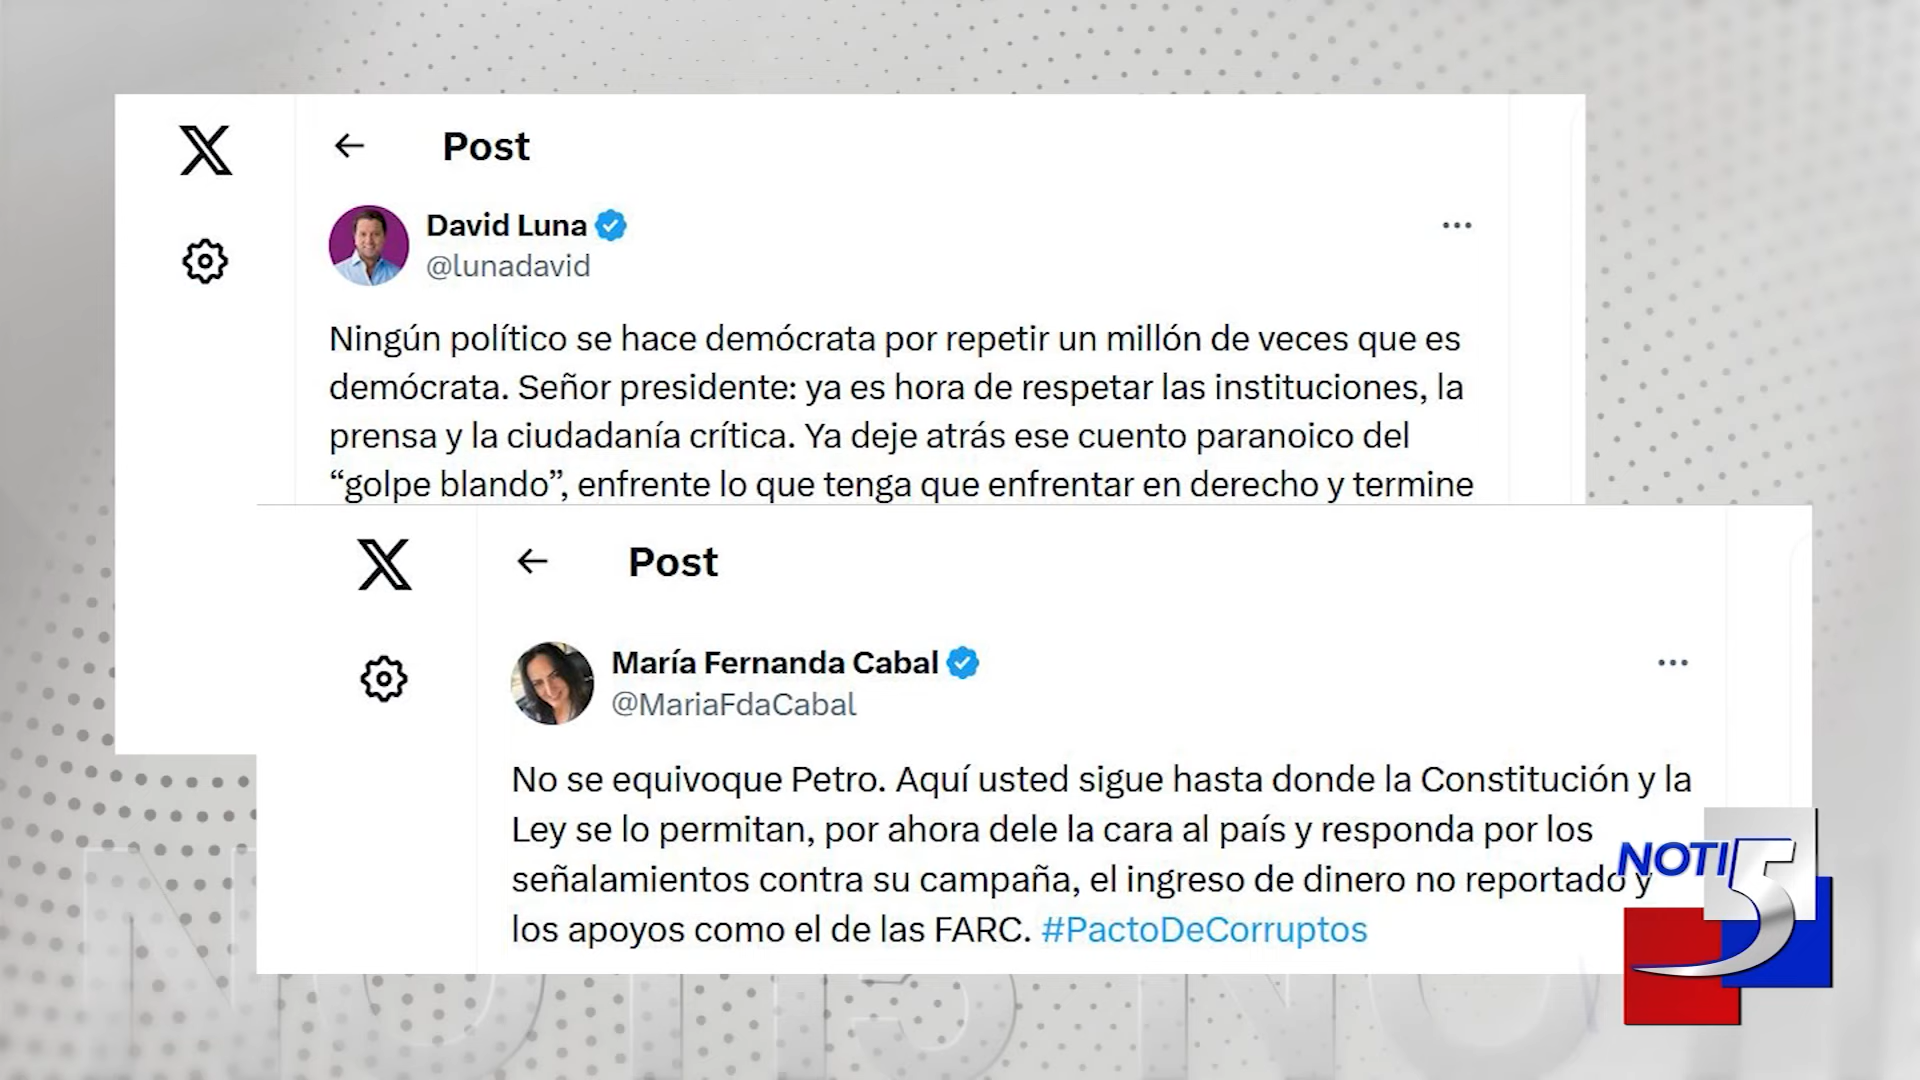 Post
David Luna
@lunadavid
Ningún político se hace demócrata por repetir un millón de veces que es
demócrata. Señor presidente: ya es hora de respetar las instituciones, la
prensa y la ciudadanía crítica. Ya deje atrás ese cuento paranoico del
“golpe blando”, enfrente lo que tenga que enfrentar en derecho y termine
Post
María Fernanda Cabal
@MariaFdaCabal
No se equivoque Petro. Aquí usted sigue hasta donde la Constitución y la
Ley se lo permitan, por ahora dele la cara al país y responda por los
señalamientos contra su campaña, el ingreso de dinero no reportado y
los apoyos como el de las FARC. #PactoDeCorruptos
NOTI5
NOTI5 NOTI